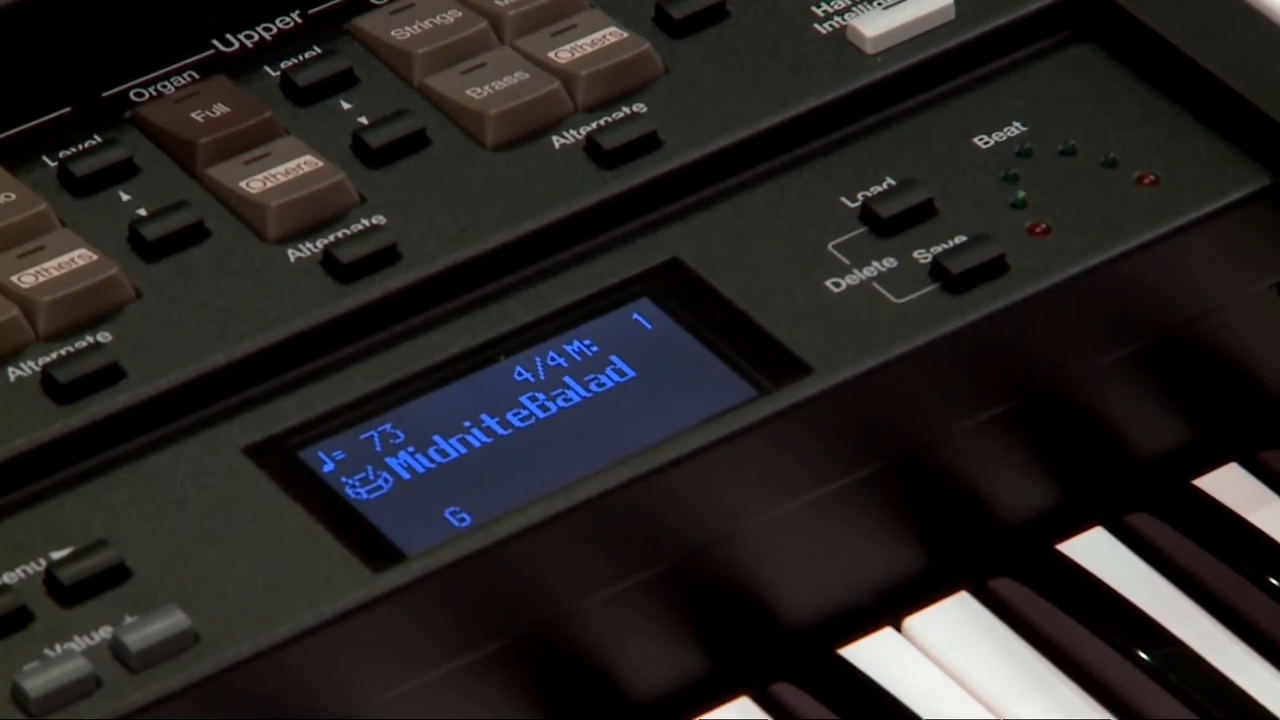 Upper
Strings
Others
Brass
Alternate
Level
Organ
Full
Others
Alternate
Level
Others
Alternate
Beat
Load
Save
Delete
♩= 73 4/4 M: 1
MidniteBalad
G
- Value +